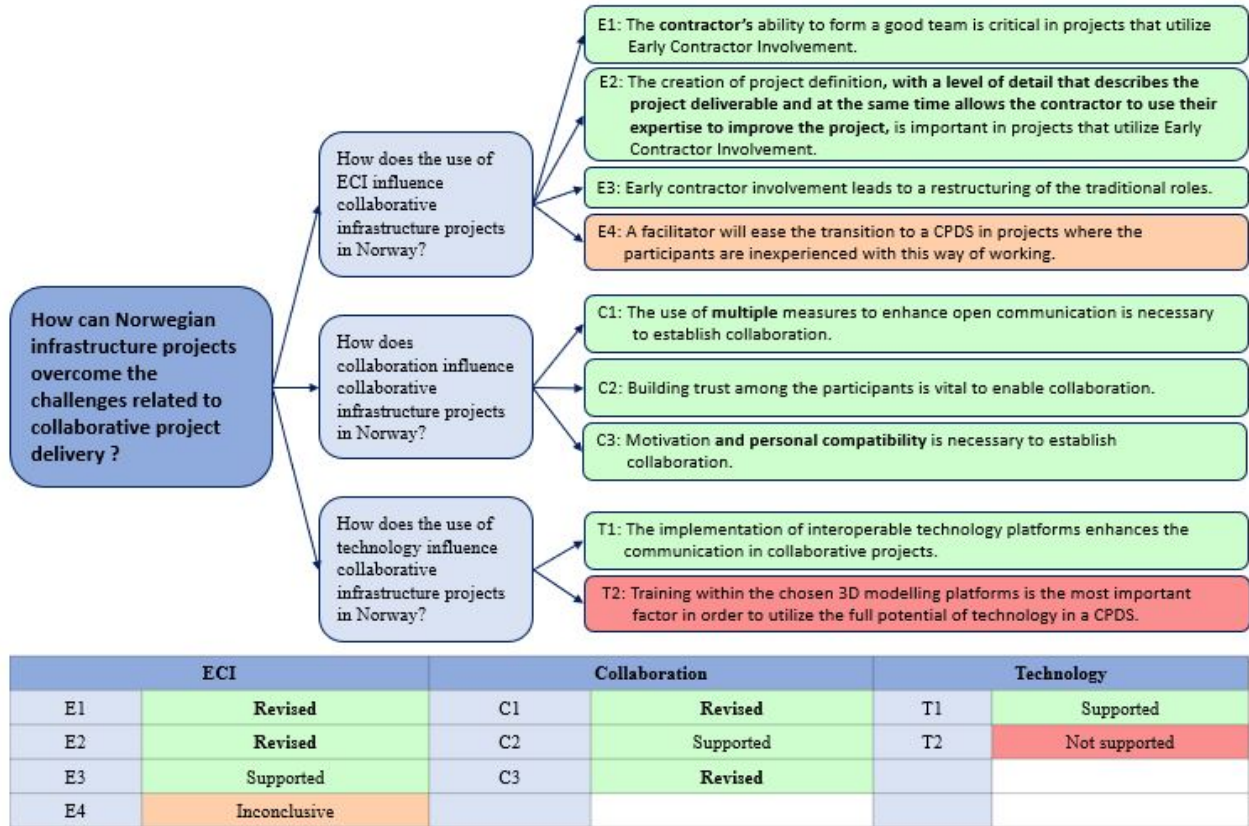 How can Norwegian
infrastructure projects
overcome the
challenges related to
collaborative project
delivery ?
How does the use of
ECI influence
collaborative
infrastructure projects
in Norway?
E1: The contractor's ability to form a good team is critical in projects that utilize
Early Contractor Involvement.
E2: The creation of project definition, with a level of detail that describes the
project deliverable and at the same time allows the contractor to use their
expertise to improve the project, is important in projects that utilize Early
Contractor Involvement.
E3: Early contractor involvement leads to a restructuring of the traditional roles.
E4: A facilitator will ease the transition to a CPDS in projects where the
participants are inexperienced with this way of working.
How does
collaboration influence
collaborative
infrastructure projects
in Norway?
C1: The use of multiple measures to enhance open communication is necessary
to establish collaboration.
C2: Building trust among the participants is vital to enable collaboration.
C3: Motivation and personal compatibility is necessary to establish
collaboration.
How does the use of
technology influence
collaborative
infrastructure projects
in Norway?
T1: The implementation of interoperable technology platforms enhances the
communication in collaborative projects.
T2: Training within the chosen 3D modelling platforms is the most important
factor in order to utilize the full potential of technology in a CPDS.
ECI Collaboration Technology
E1 Revised C1 Revised T1 Supported
E2 Revised C2 Supported T2 Not supported
E3 Supported C3 Revised
E4 Inconclusive